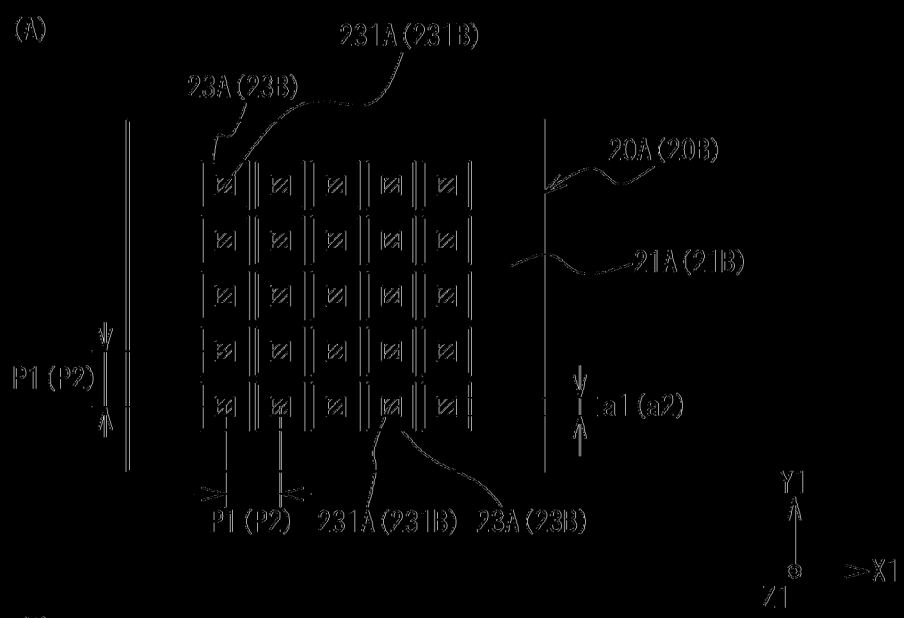 (A)
231A(231B)
23A(23B)
20A(20B)
21A(21B)
P1(P2)
a1(a2)
P1(P2) 231A(231B) 23A(23B)
Y1
X1
Z1